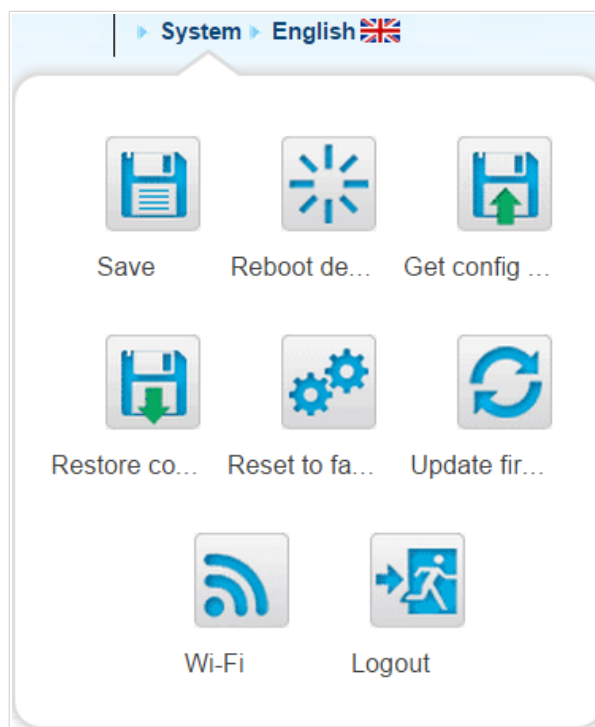 System English
Save Reboot de... Get config ...
Restore co... Reset to fa... Update fir...
Wi-Fi Logout